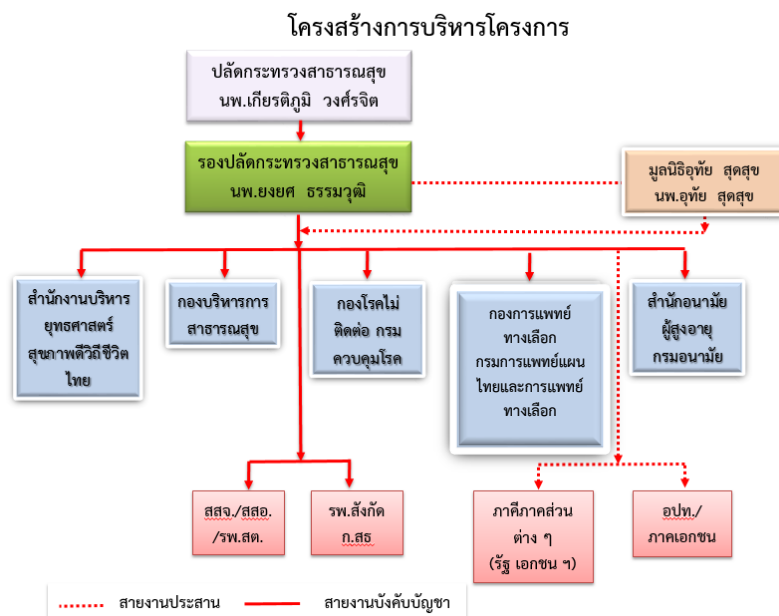 โครงสร้างการบริหารโครงการ
ปลัดกระทรวงสาธารณสุข
นพ.เกียรติภูมิ วงศ์รจิต
รองปลัดกระทรวงสาธารณสุข
นพ.ยงยศ ธรรมวุฒิ
มูลนิธิอุทัย สุดสุข
นพ.อุทัย สุดสุข
สำนักงานบริหาร
ยุทธศาสตร์
สุขภาพดีวิถีชีวิต
ไทย
กองบริหารการ
สาธารณสุข
กองโรคไม่
ติดต่อ กรม
ควบคุมโรค
กองการแพทย์
ทางเลือก
กรมการแพทย์แผน
ไทยและการแพทย์
ทางเลือก
สำนักอนามัย
ผู้สูงอายุ
กรมอนามัย
สสจ./สสอ.
/รพ.สต.
รพ.สังกัด
ก.สธ
ภาคีภาคส่วน
ต่าง ๆ
(รัฐ เอกชน ฯ)
อปท./
ภาคเอกชน
สายงานประสาน
สายงานบังคับบัญชา